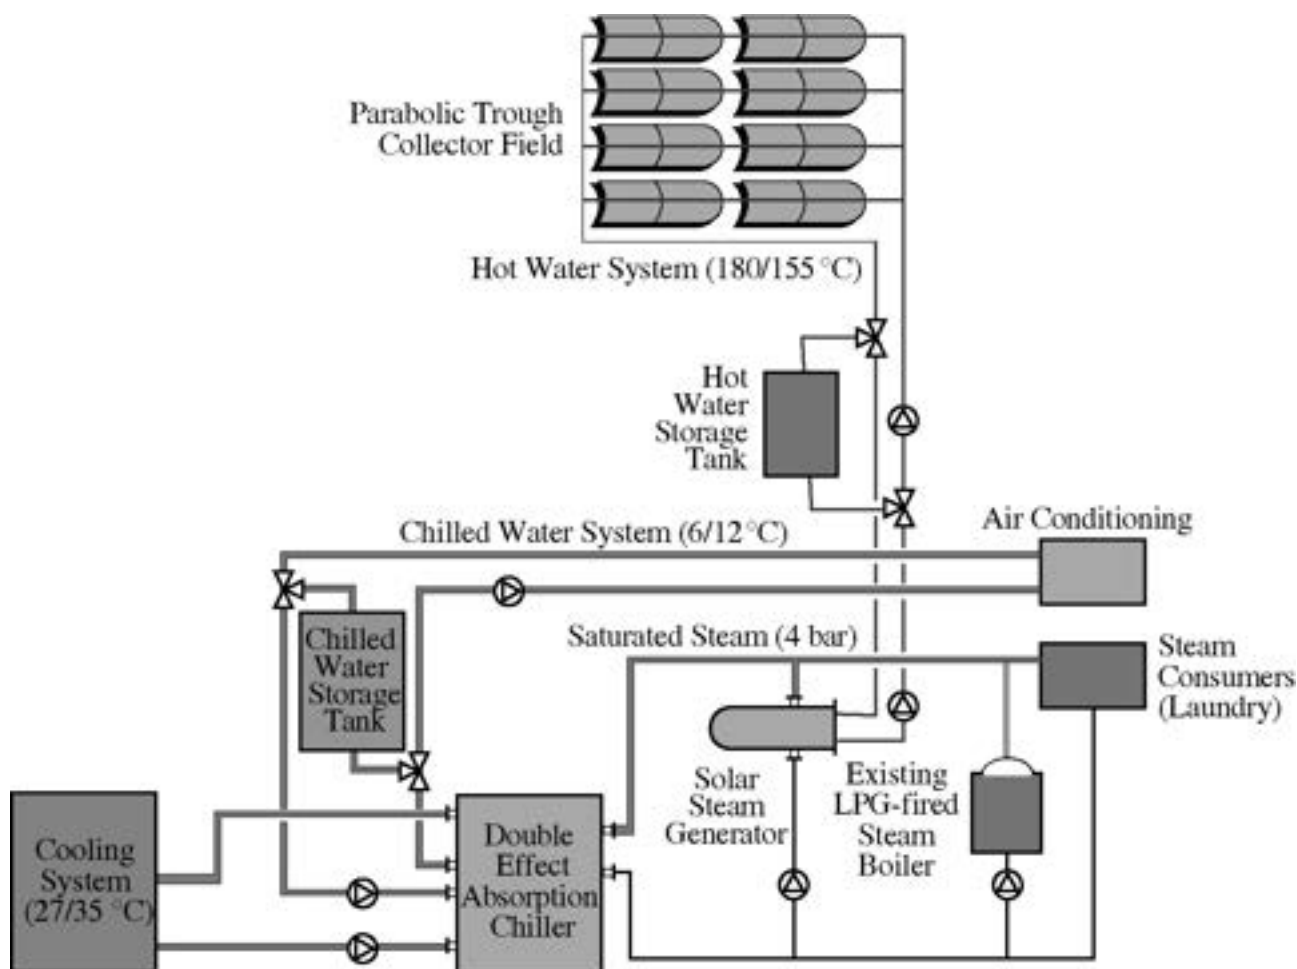 Parabolic Trough
Collector Field
Hot Water System (180/155 °C)
Hot
Water
Storage
Tank
Chilled Water System (6/12 °C)
Air Conditioning
Chilled
Water
Storage
Tank
Saturated Steam (4 bar)
Steam
Consumers
(Laundry)
Solar
Steam
Generator
Existing
LPG-fired
Steam
Boiler
Cooling
System
(27/35 °C)
Double
Effect
Absorption
Chiller